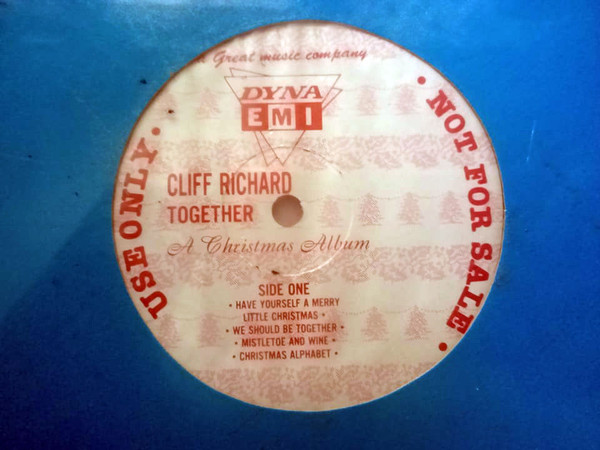 Great music company
DYNA
EMI
USE ONLY •
• NOT FOR SALE •
CLIFF RICHARD
TOGETHER
A Christmas Album
SIDE ONE
• HAVE YOURSELF A MERRY
LITTLE CHRISTMAS •
• WE SHOULD BE TOGETHER •
• MISTLETOE AND WINE •
• CHRISTMAS ALPHABET •